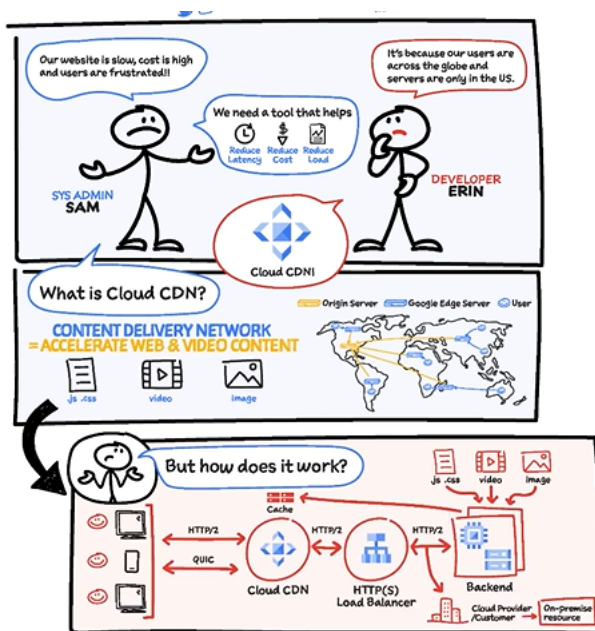 Our website is slow, cost is high
and users are frustrated!!
It's because our users are
across the globe and
servers are only in the US.
We need a tool that helps
Reduce
Latency
Reduce
Cost
Reduce
Load
SYS ADMIN
SAM
DEVELOPER
ERIN
Cloud CDN!
What is Cloud CDN?
Origin Server
Google Edge Server
User
CONTENT DELIVERY NETWORK
= ACCELERATE WEB & VIDEO CONTENT
js .css
video
image
But how does it work?
js .css
video
image
Cache
HTTP/2
HTTP/2
HTTP/2
QUIC
Cloud CDN
HTTP(S)
Load Balancer
Backend
Cloud Provider
/Customer
On-premise
resource